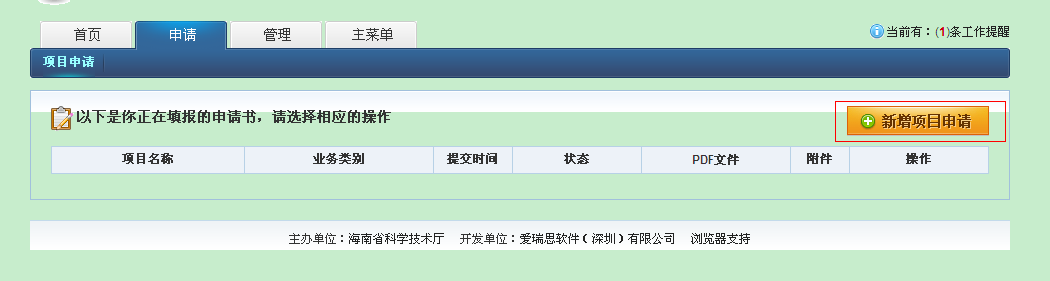 首页 申请 管理 主菜单 当前有：(1)条工作提醒
项目申请
以下是你正在填报的申请书，请选择相应的操作 新增项目申请
项目名称 业务类别 提交时间 状态 PDF文件 附件 操作
主办单位：海南省科学技术厅 开发单位：爱瑞思软件（深圳）有限公司 浏览器支持